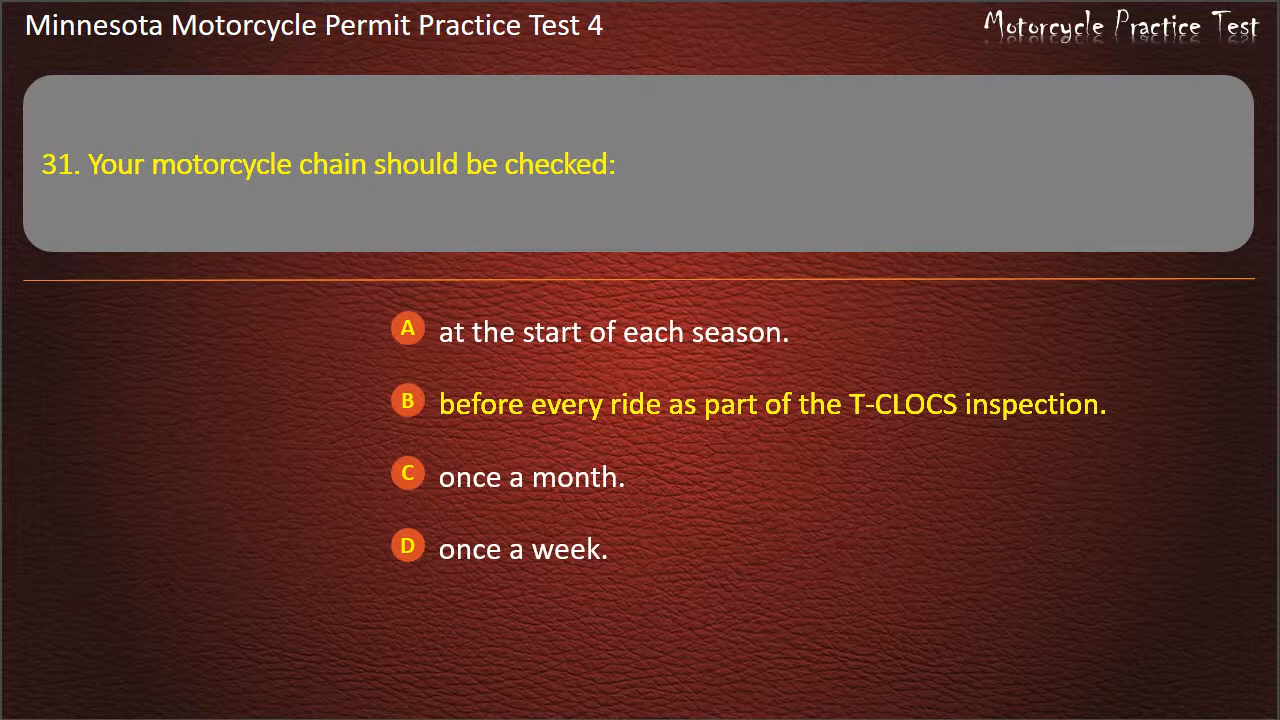 Minnesota Motorcycle Permit Practice Test 4
Motorcycle Practice Test
31. Your motorcycle chain should be checked:
A at the start of each season.
B before every ride as part of the T-CLOCS inspection.
C once a month.
D once a week.